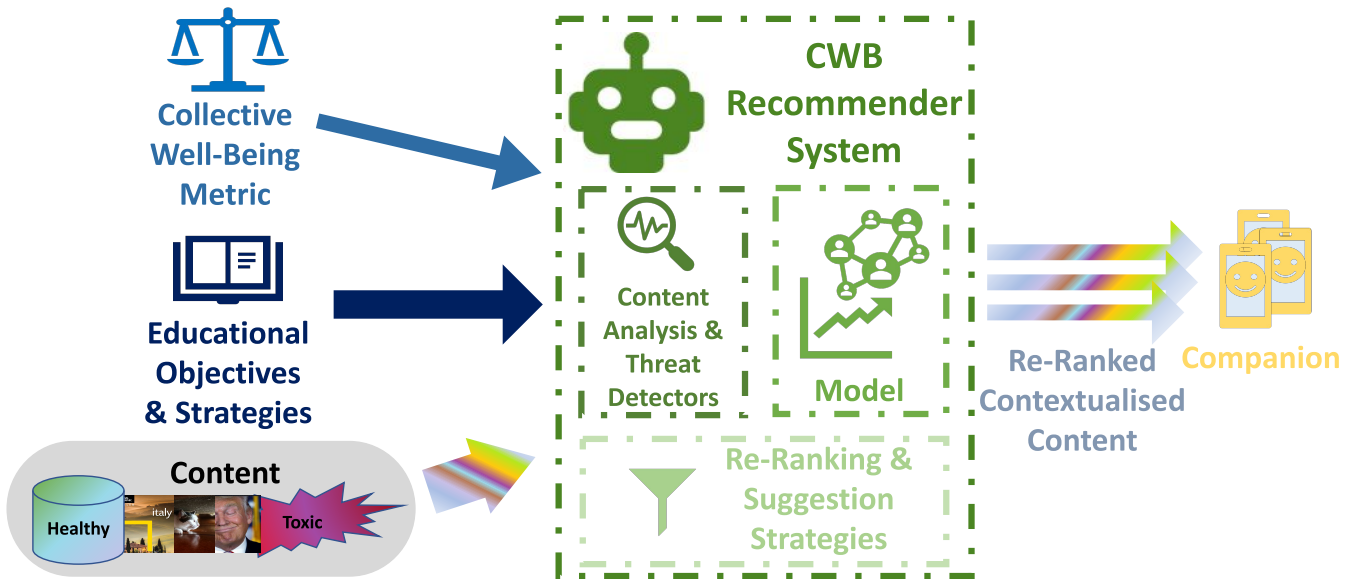 Collective
Well-Being
Metric
Educational
Objectives
& Strategies
Content
Healthy
italy
Toxic
CWB
Recommender
System
Content
Analysis &
Threat
Detectors
Model
Re-Ranking &
Suggestion
Strategies
Re-Ranked
Contextualised
Content
Companion